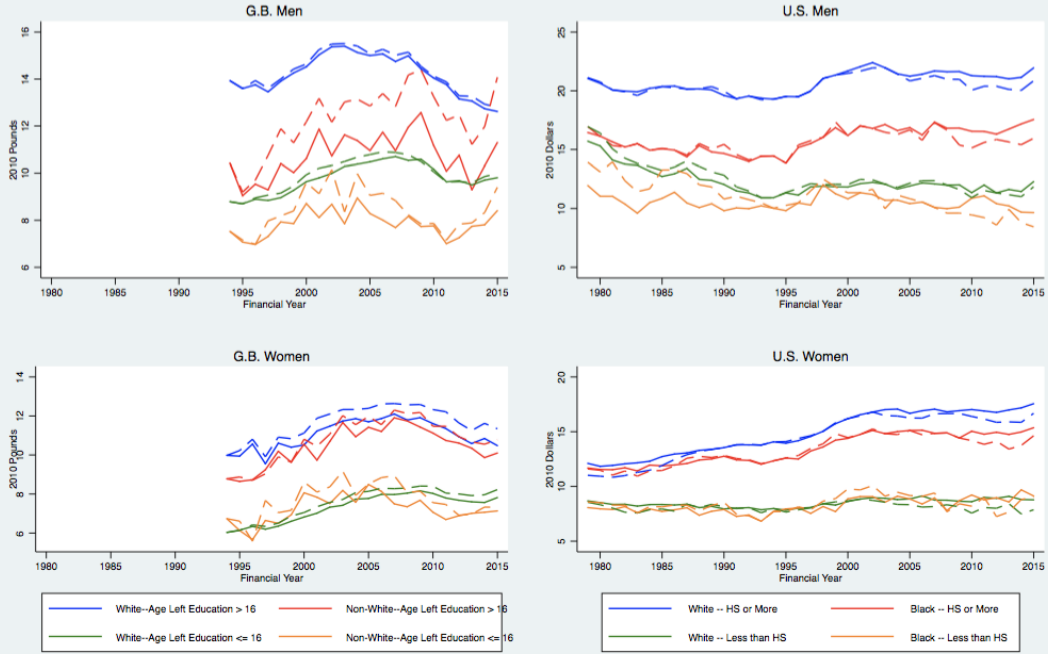 G.B. Men
16
14
12
10
8
6
2010 Pounds
1980 1985 1990 1995 2000 2005 2010 2015
Financial Year
U.S. Men
25
20
15
10
5
2010 Dollars
1980 1985 1990 1995 2000 2005 2010 2015
Financial Year
G.B. Women
14
12
10
8
6
2010 Pounds
1980 1985 1990 1995 2000 2005 2010 2015
Financial Year
U.S. Women
20
15
10
5
2010 Dollars
1980 1985 1990 1995 2000 2005 2010 2015
Financial Year
White--Age Left Education > 16 Non-White--Age Left Education > 16
White--Age Left Education <= 16 Non-White--Age Left Education <= 16
White -- HS or More Black -- HS or More
White -- Less than HS Black -- Less than HS